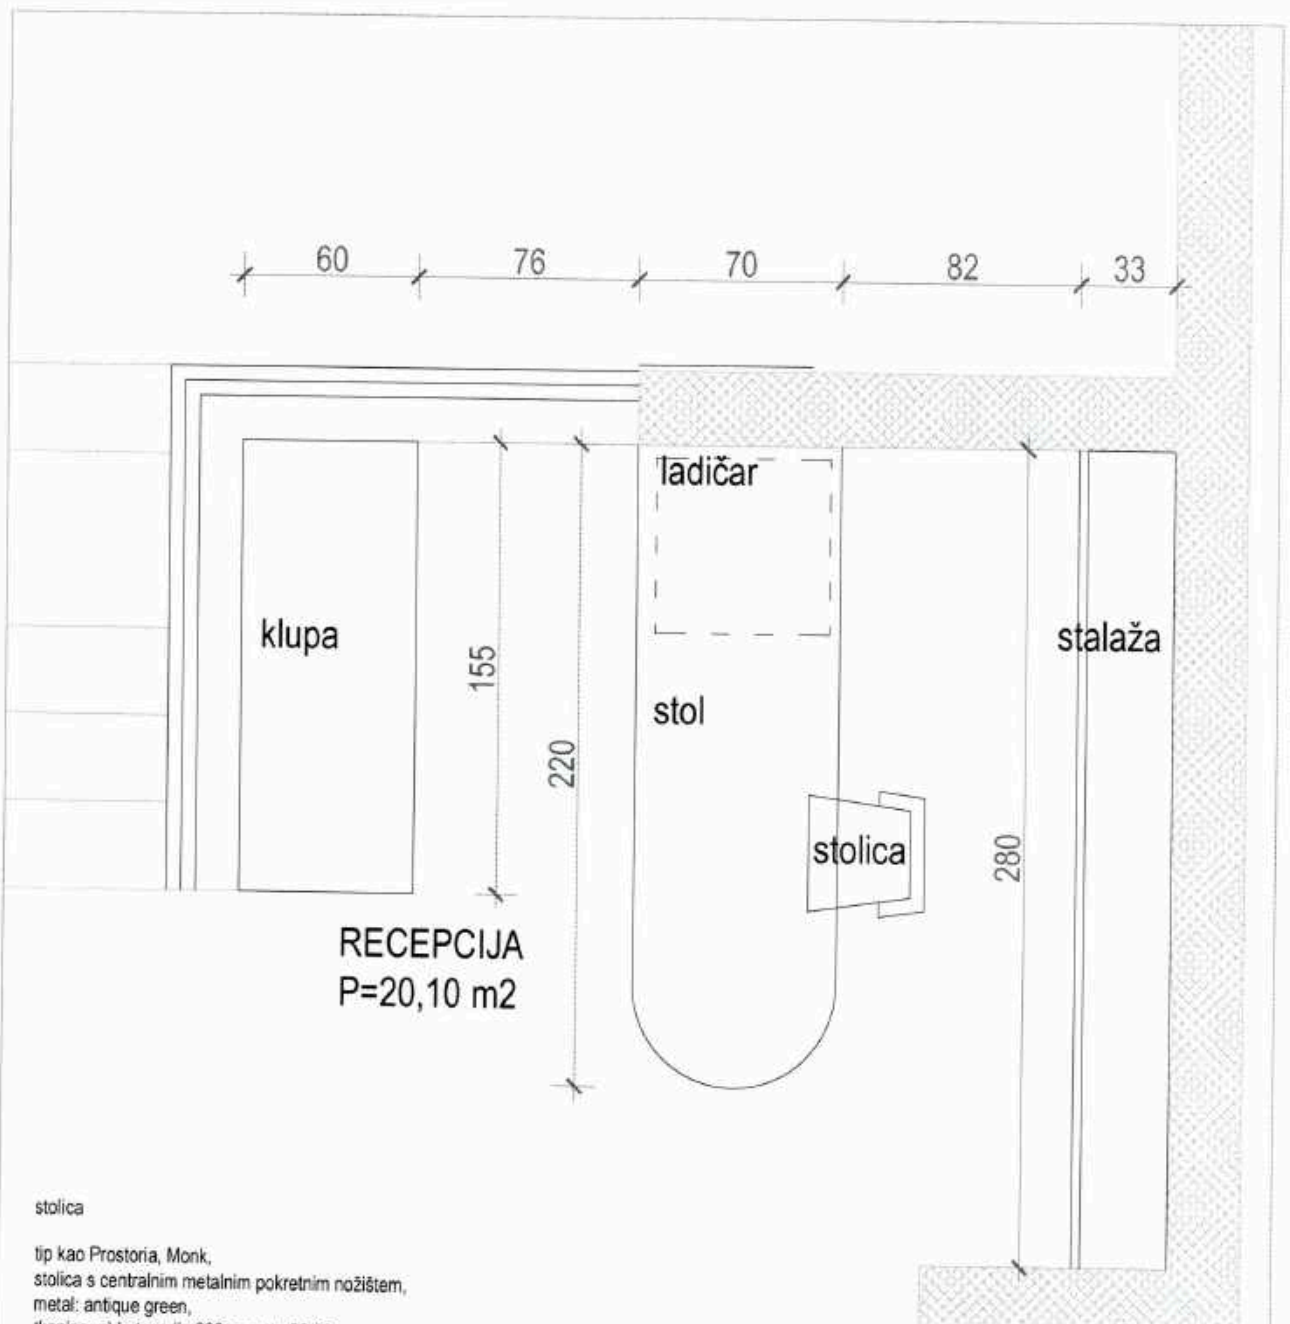 60 76 70 82 33
ladičar
klupa
stalaža
155
stol
220
stolica
280
RECEPCIJA
P=20,10 m2
stolica
tip kao Prostoria, Monk,
stolica s centralnim metalnim pokretnim nožištem,
metal: antique green,